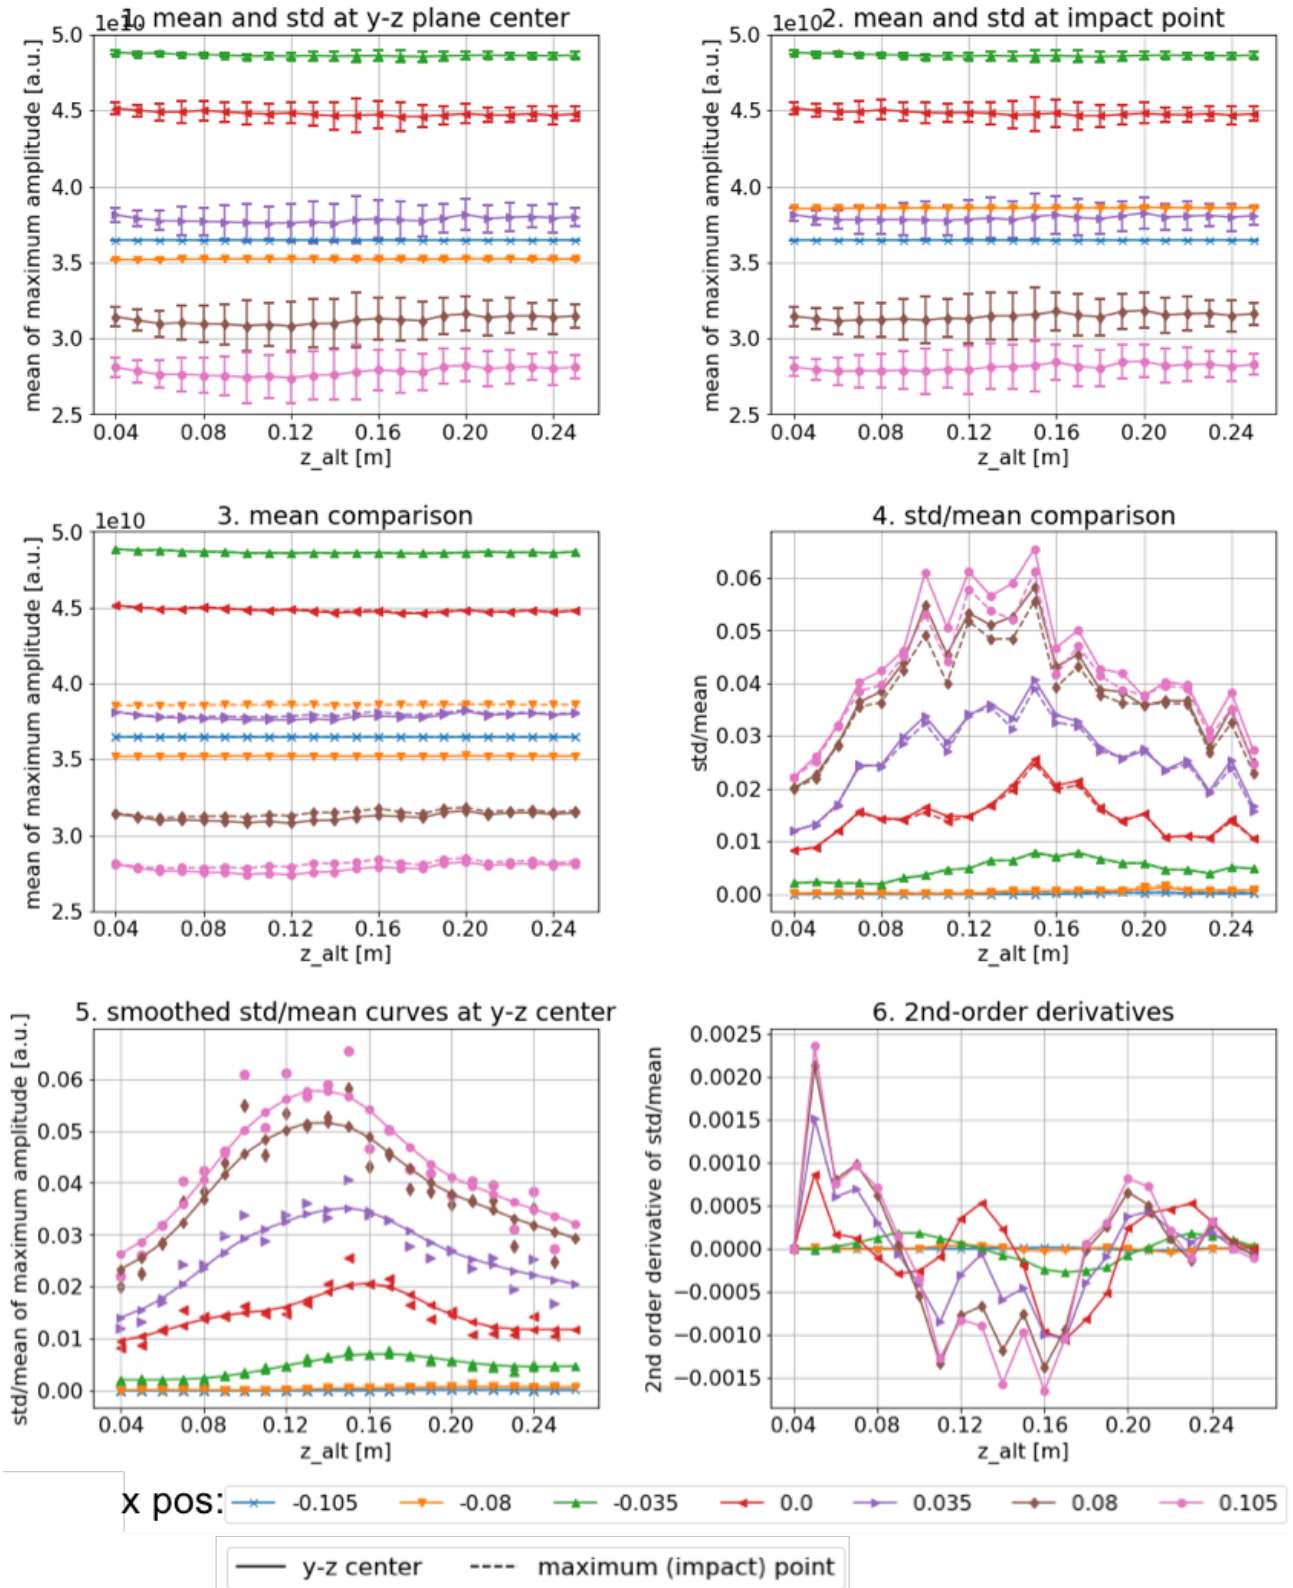 1. mean and std at y-z plane center
1e10
mean of maximum amplitude [a.u.]
5.0
4.5
4.0
3.5
3.0
2.5
0.04 0.08 0.12 0.16 0.20 0.24
z_alt [m]
2. mean and std at impact point
1e10
mean of maximum amplitude [a.u.]
5.0
4.5
4.0
3.5
3.0
2.5
0.04 0.08 0.12 0.16 0.20 0.24
z_alt [m]
3. mean comparison
1e10
mean of maximum amplitude [a.u.]
5.0
4.5
4.0
3.5
3.0
2.5
0.04 0.08 0.12 0.16 0.20 0.24
z_alt [m]
4. std/mean comparison
std/mean
0.06
0.05
0.04
0.03
0.02
0.01
0.00
0.04 0.08 0.12 0.16 0.20 0.24
z_alt [m]
5. smoothed std/mean curves at y-z center
std/mean of maximum amplitude [a.u.]
0.06
0.05
0.04
0.03
0.02
0.01
0.00
0.04 0.08 0.12 0.16 0.20 0.24
z_alt [m]
6. 2nd-order derivatives
2nd order derivative of std/mean
0.0025
0.0020
0.0015
0.0010
0.0005
0.0000
−0.0005
−0.0010
−0.0015
0.04 0.08 0.12 0.16 0.20 0.24
z_alt [m]
x pos: -0.105 -0.08 -0.035 0.0 0.035 0.08 0.105
y-z center maximum (impact) point